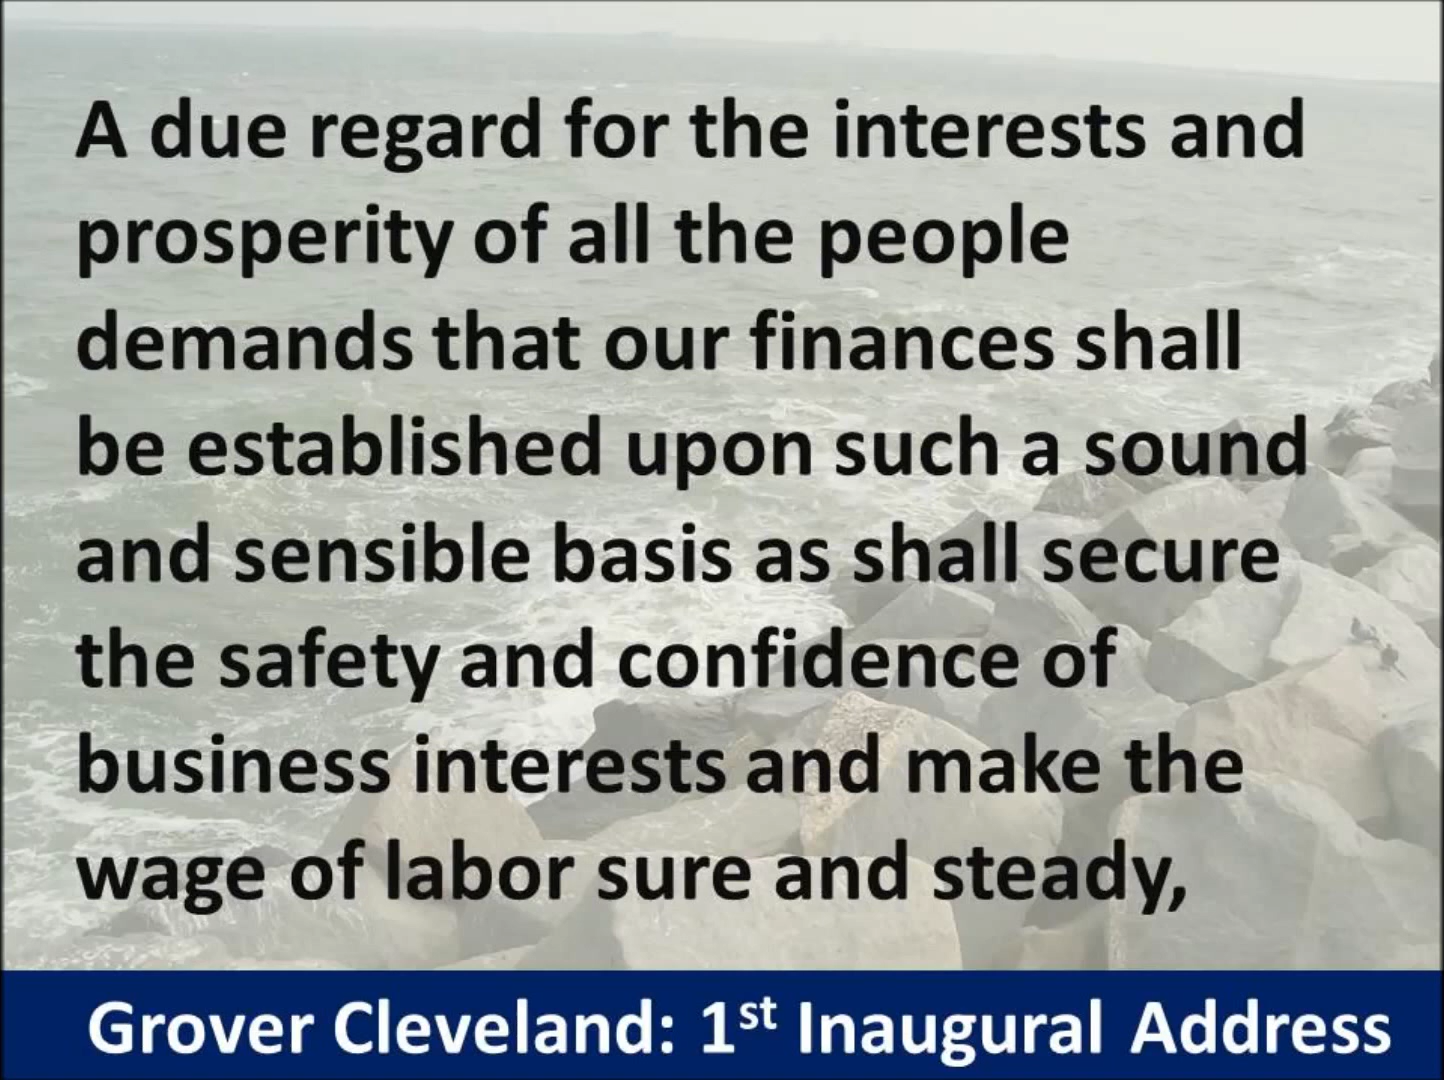 A due regard for the interests and
prosperity of all the people
demands that our finances shall
be established upon such a sound
and sensible basis as shall secure
the safety and confidence of
business interests and make the
wage of labor sure and steady,
Grover Cleveland: 1st Inaugural Address